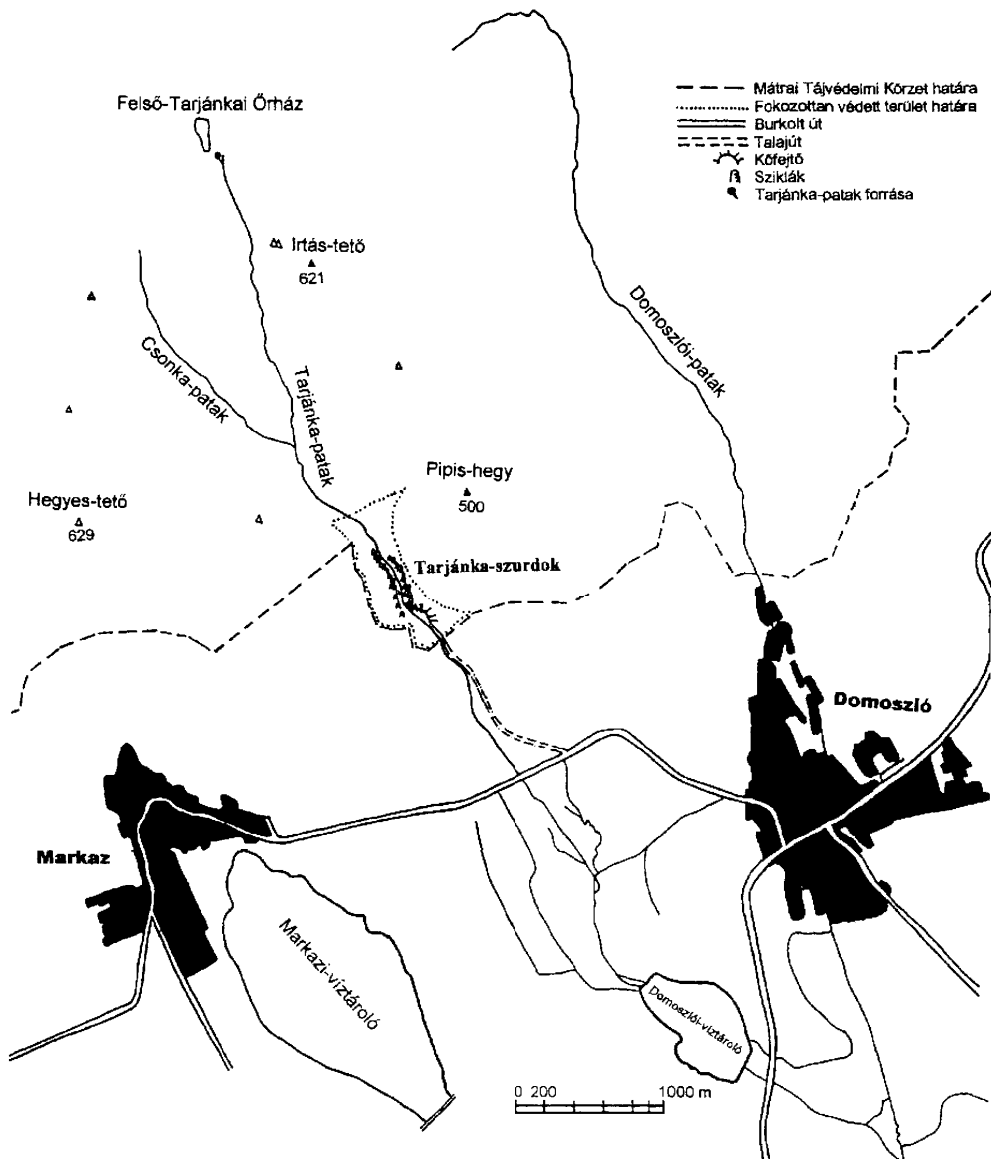 Felső-Tarjánkai Őrház
Mátrai Tájvédelmi Körzet határa
Fokozottan védett terület határa
Burkolt út
Talajút
Kőfejtő
Sziklák
Tarjánka-patak forrása
Irtás-tető
621
Csonka-patak
Tarjánka-patak
Domoszlói-patak
Pipis-hegy
500
Hegyes-tető
629
Tarjánka-szurdok
Domoszló
Markaz
Markazi-víztároló
Domoszlói-víztároló
0 200 1000 m